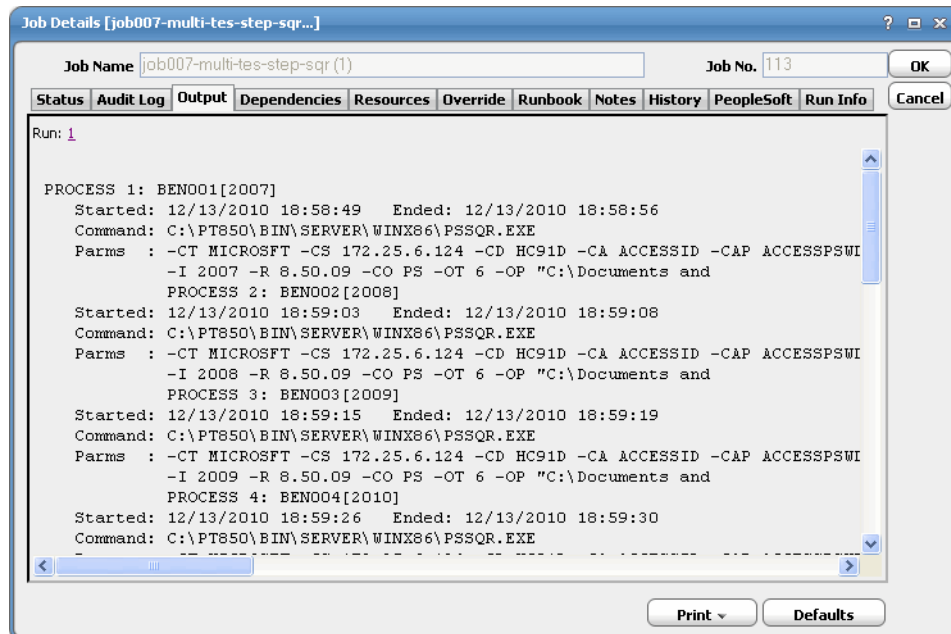 Job Details [job007-multi-tes-step-sqr...]
Job Name job007-multi-tes-step-sqr (1) Job No. 113 OK
Status Audit Log Output Dependencies Resources Override Runbook Notes History PeopleSoft Run Info Cancel
Run: 1
PROCESS 1: BEN001[2007]
Started: 12/13/2010 18:58:49 Ended: 12/13/2010 18:58:56
Command: C:\PT850\BIN\SERVER\WINX86\PSSQR.EXE
Parms : -CT MICROSFT -CS 172.25.6.124 -CD HC91D -CA ACCESSID -CAP ACCESSPSWI
-I 2007 -R 8.50.09 -CO PS -OT 6 -OP "C:\Documents and
PROCESS 2: BEN002[2008]
Started: 12/13/2010 18:59:03 Ended: 12/13/2010 18:59:08
Command: C:\PT850\BIN\SERVER\WINX86\PSSQR.EXE
Parms : -CT MICROSFT -CS 172.25.6.124 -CD HC91D -CA ACCESSID -CAP ACCESSPSWI
-I 2008 -R 8.50.09 -CO PS -OT 6 -OP "C:\Documents and
PROCESS 3: BEN003[2009]
Started: 12/13/2010 18:59:15 Ended: 12/13/2010 18:59:19
Command: C:\PT850\BIN\SERVER\WINX86\PSSQR.EXE
Parms : -CT MICROSFT -CS 172.25.6.124 -CD HC91D -CA ACCESSID -CAP ACCESSPSWI
-I 2009 -R 8.50.09 -CO PS -OT 6 -OP "C:\Documents and
PROCESS 4: BEN004[2010]
Started: 12/13/2010 18:59:26 Ended: 12/13/2010 18:59:30
Command: C:\PT850\BIN\SERVER\WINX86\PSSQR.EXE
Print Defaults